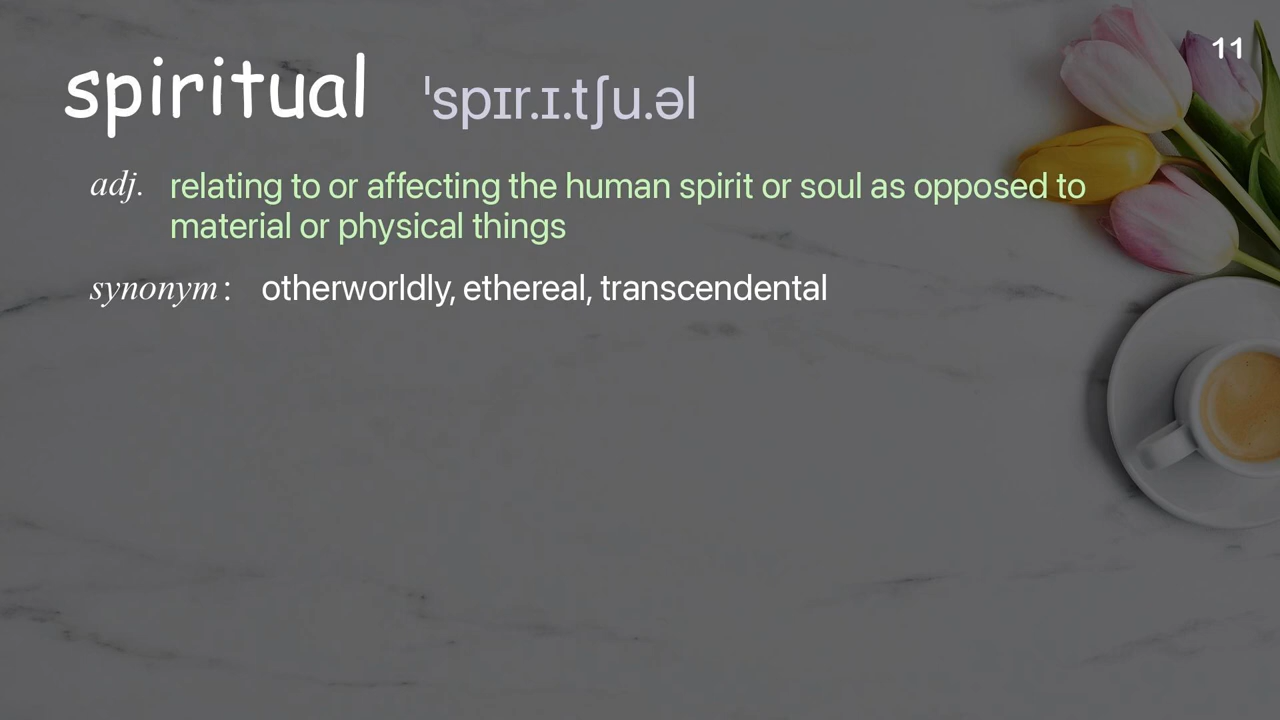 11
spiritual ˈspɪr.ɪ.tʃu.əl
adj. relating to or affecting the human spirit or soul as opposed to
material or physical things
synonym: otherworldly, ethereal, transcendental